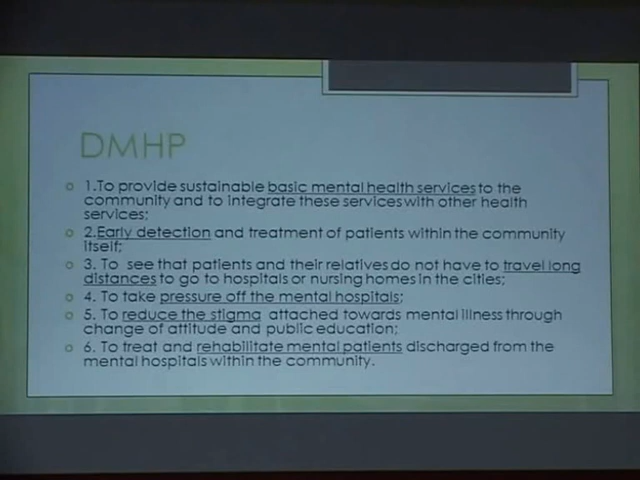 DMHP
1.To provide sustainable basic mental health services to the
community and to integrate these services with other health
services;
2.Early detection and treatment of patients within the community
itself;
3. To see that patients and their relatives do not have to travel long
distances to go to hospitals or nursing homes in the cities;
4. To take pressure off the mental hospitals;
5. To reduce the stigma attached towards mental illness through
change of attitude and public education;
6. To treat and rehabilitate mental patients discharged from the
mental hospitals within the community.